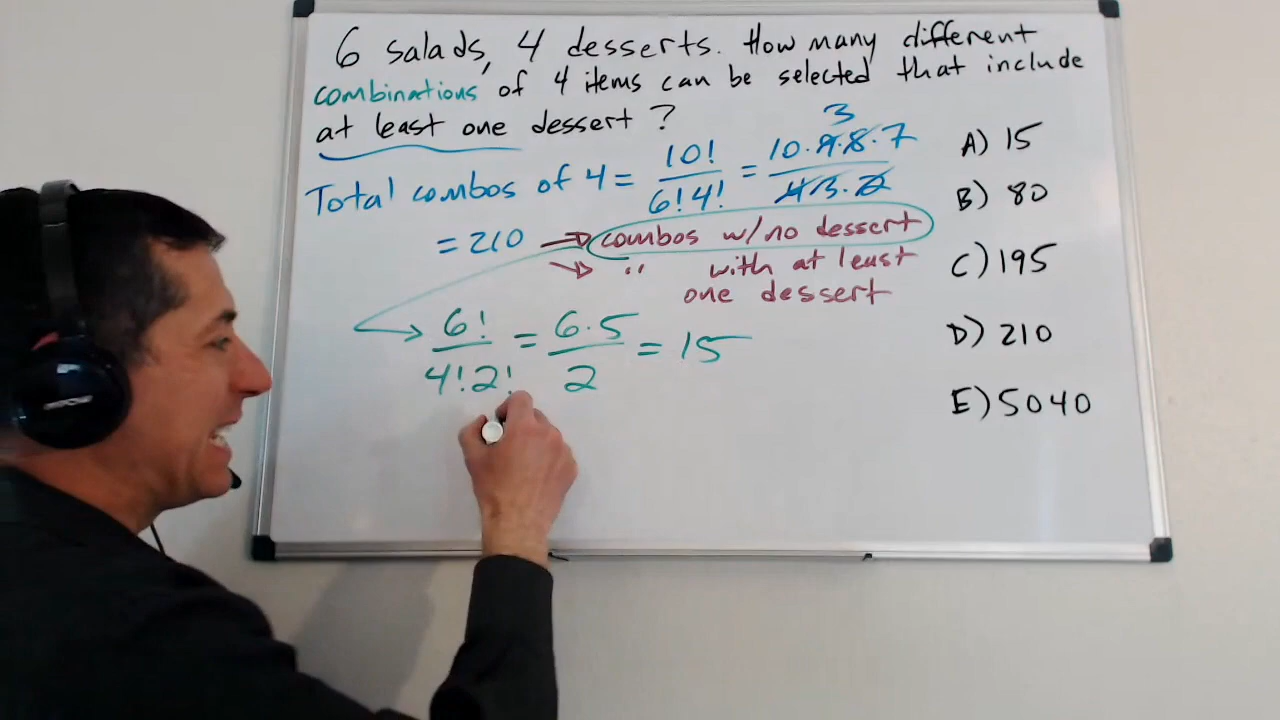 6 salads, 4 desserts. How many different
combinations of 4 items can be selected that include
at least one dessert?
Total combos of 4 = 10!/6!4! = 10·9·8·7/4·3·2 3
= 210 ⇒ combos w/no dessert
⇒ " with at least
one dessert
6!/4!2! = 6·5/2 = 15
A) 15
B) 80
C) 195
D) 210
E) 5040